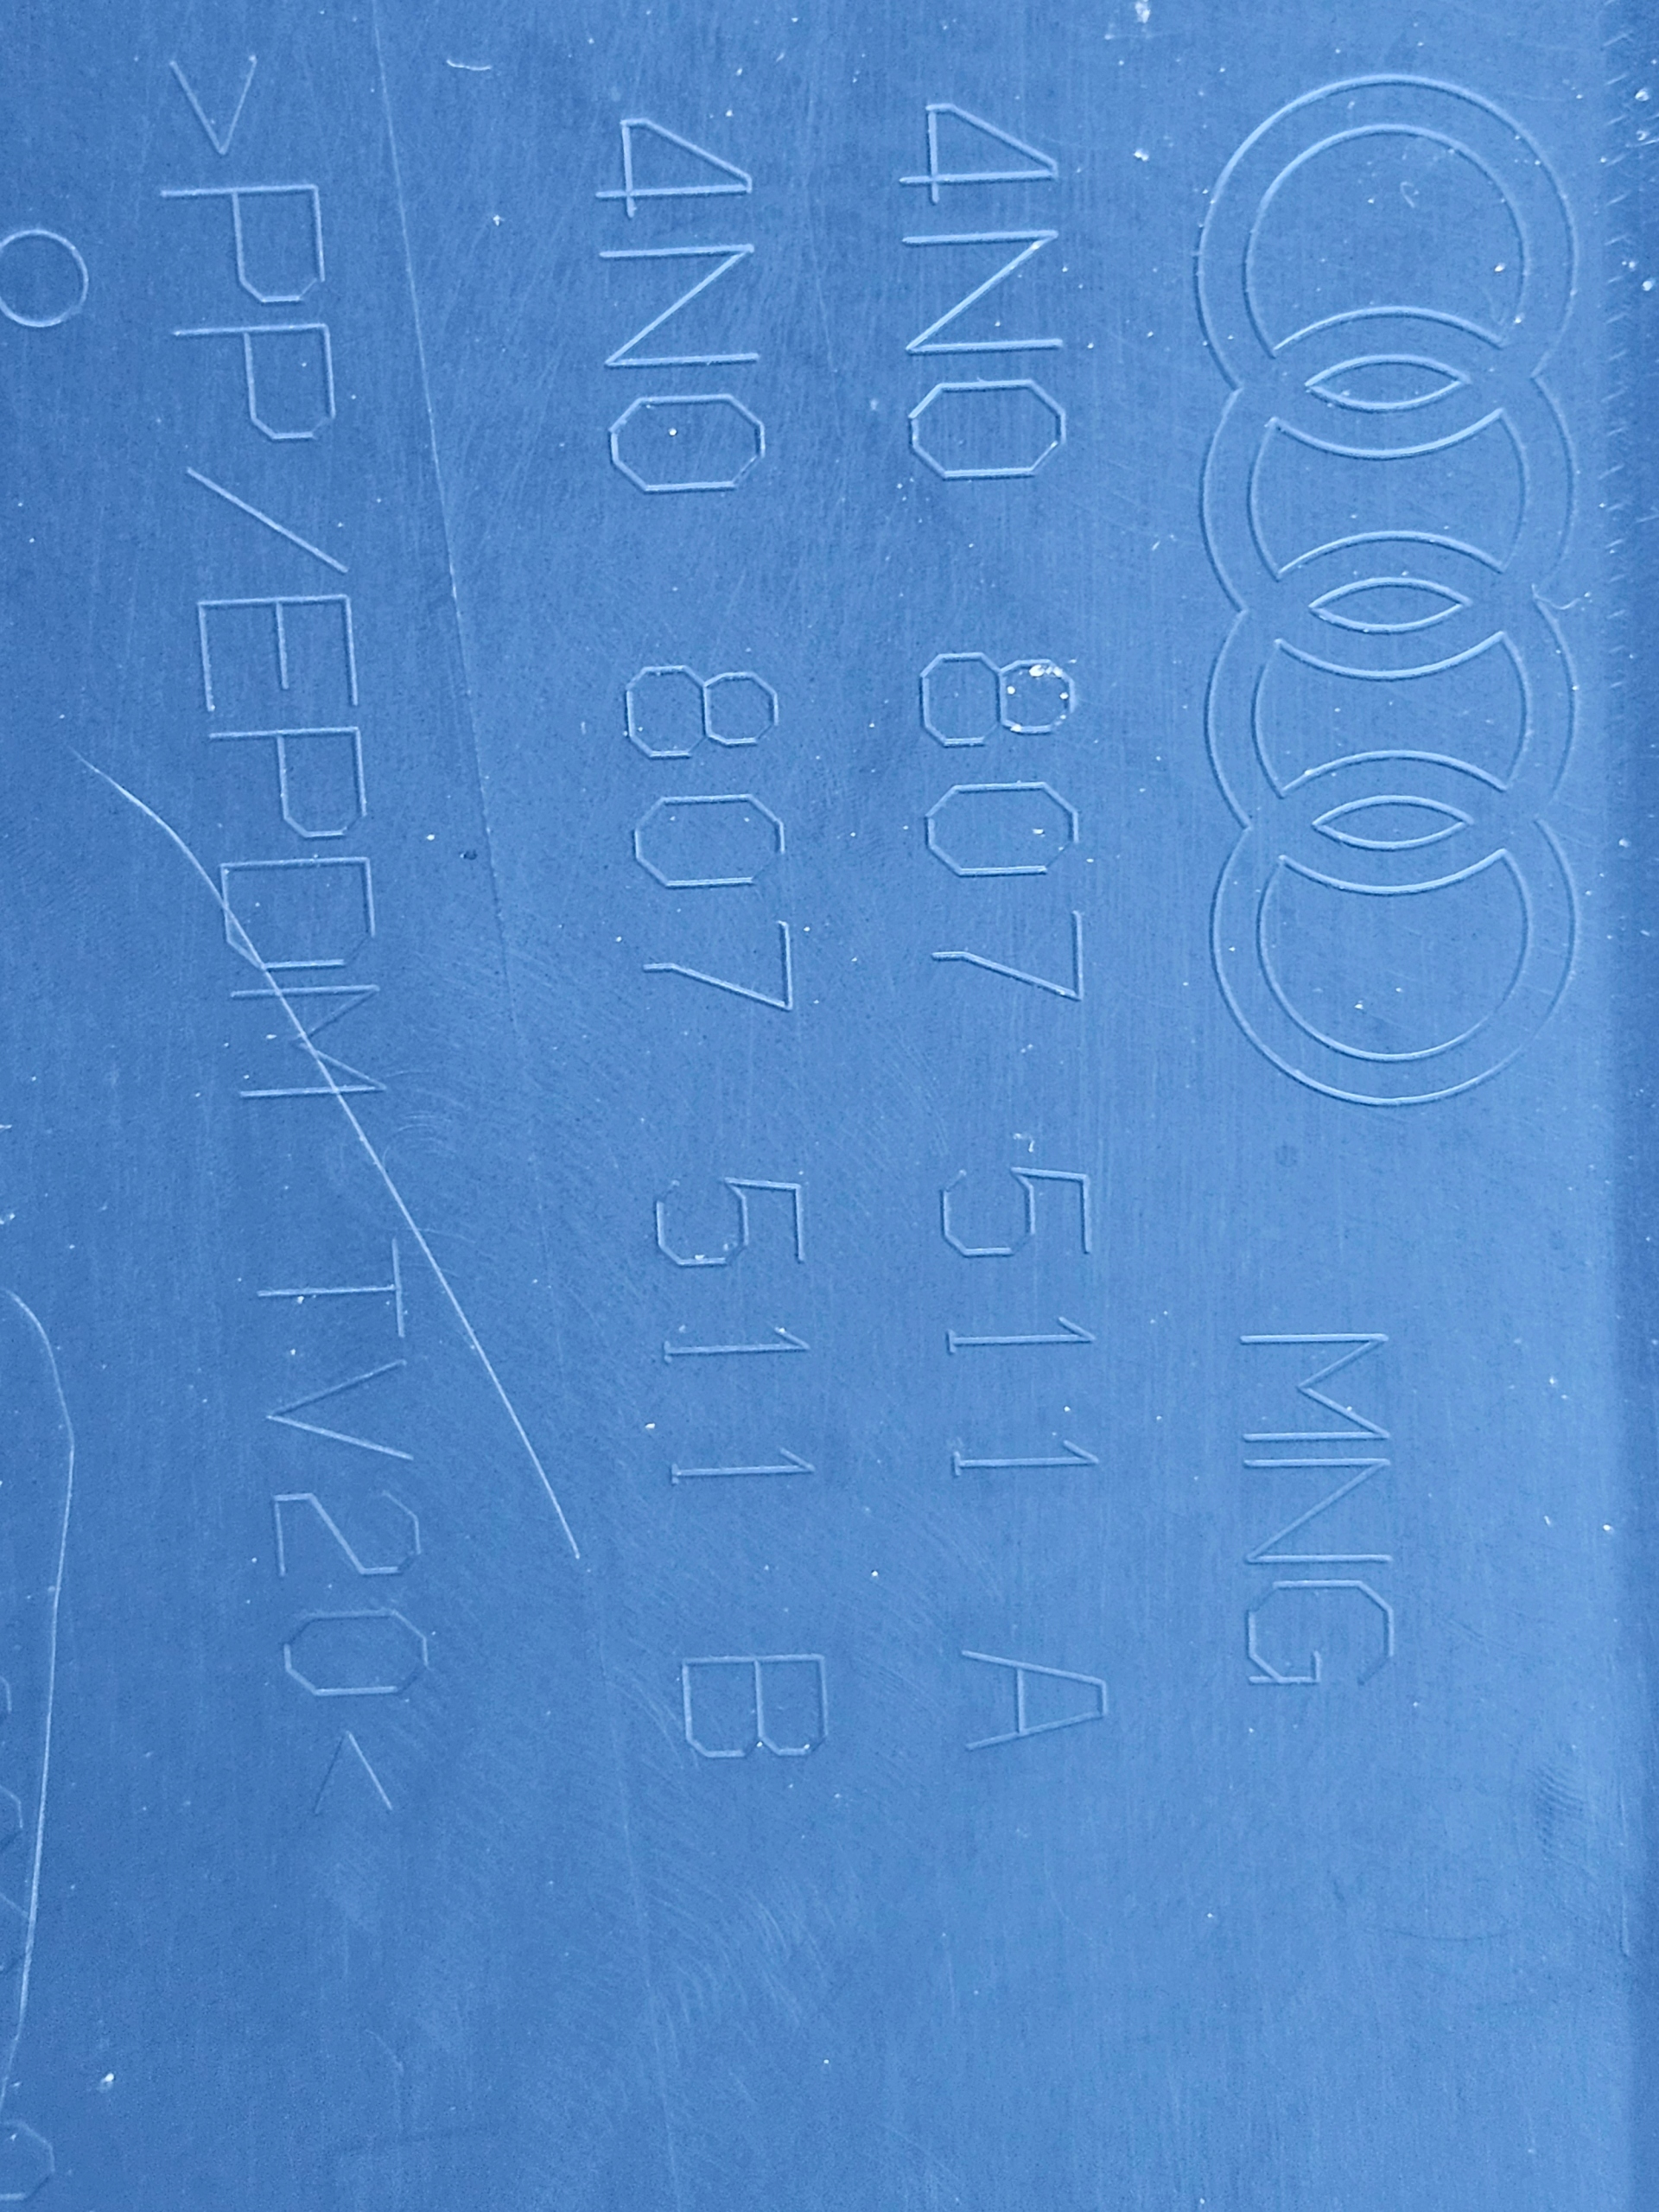 MNG
4N0 807 511 A
4N0 807 511 B
>PP/EPDM TV20<